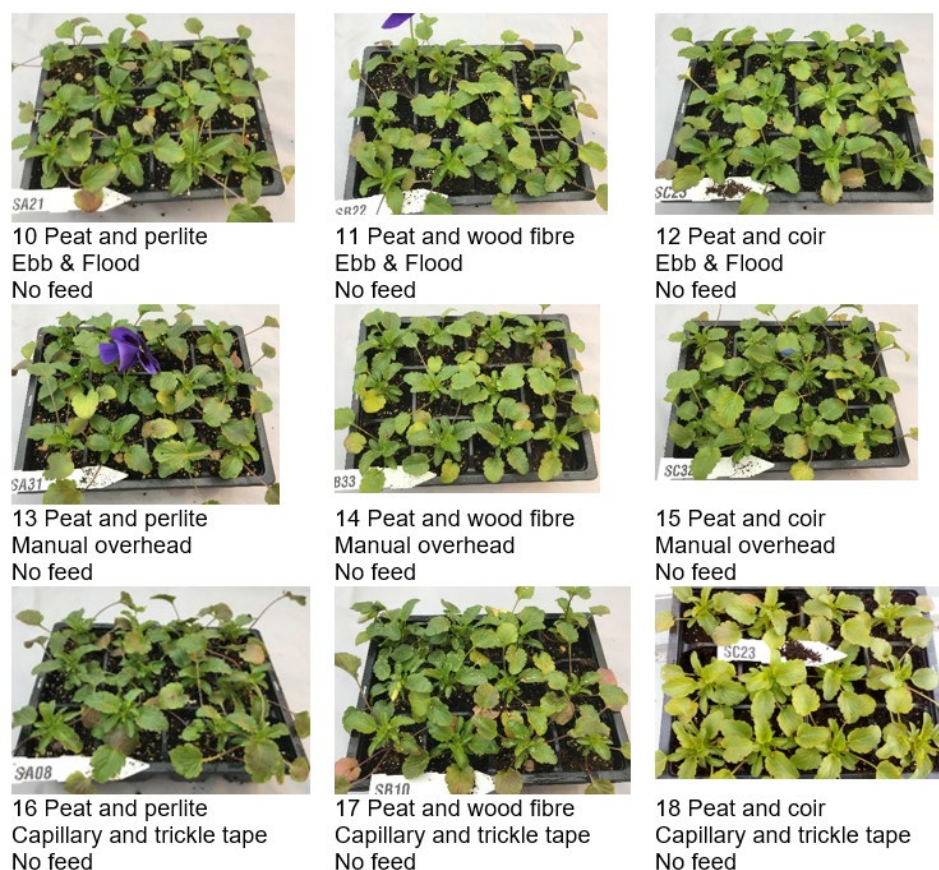 SA21
SB22
SC23
10 Peat and perlite
Ebb & Flood
No feed
11 Peat and wood fibre
Ebb & Flood
No feed
12 Peat and coir
Ebb & Flood
No feed
SA31
B33
SC32
13 Peat and perlite
Manual overhead
No feed
14 Peat and wood fibre
Manual overhead
No feed
15 Peat and coir
Manual overhead
No feed
SA08
SB10
SC23
16 Peat and perlite
Capillary and trickle tape
No feed
17 Peat and wood fibre
Capillary and trickle tape
No feed
18 Peat and coir
Capillary and trickle tape
No feed